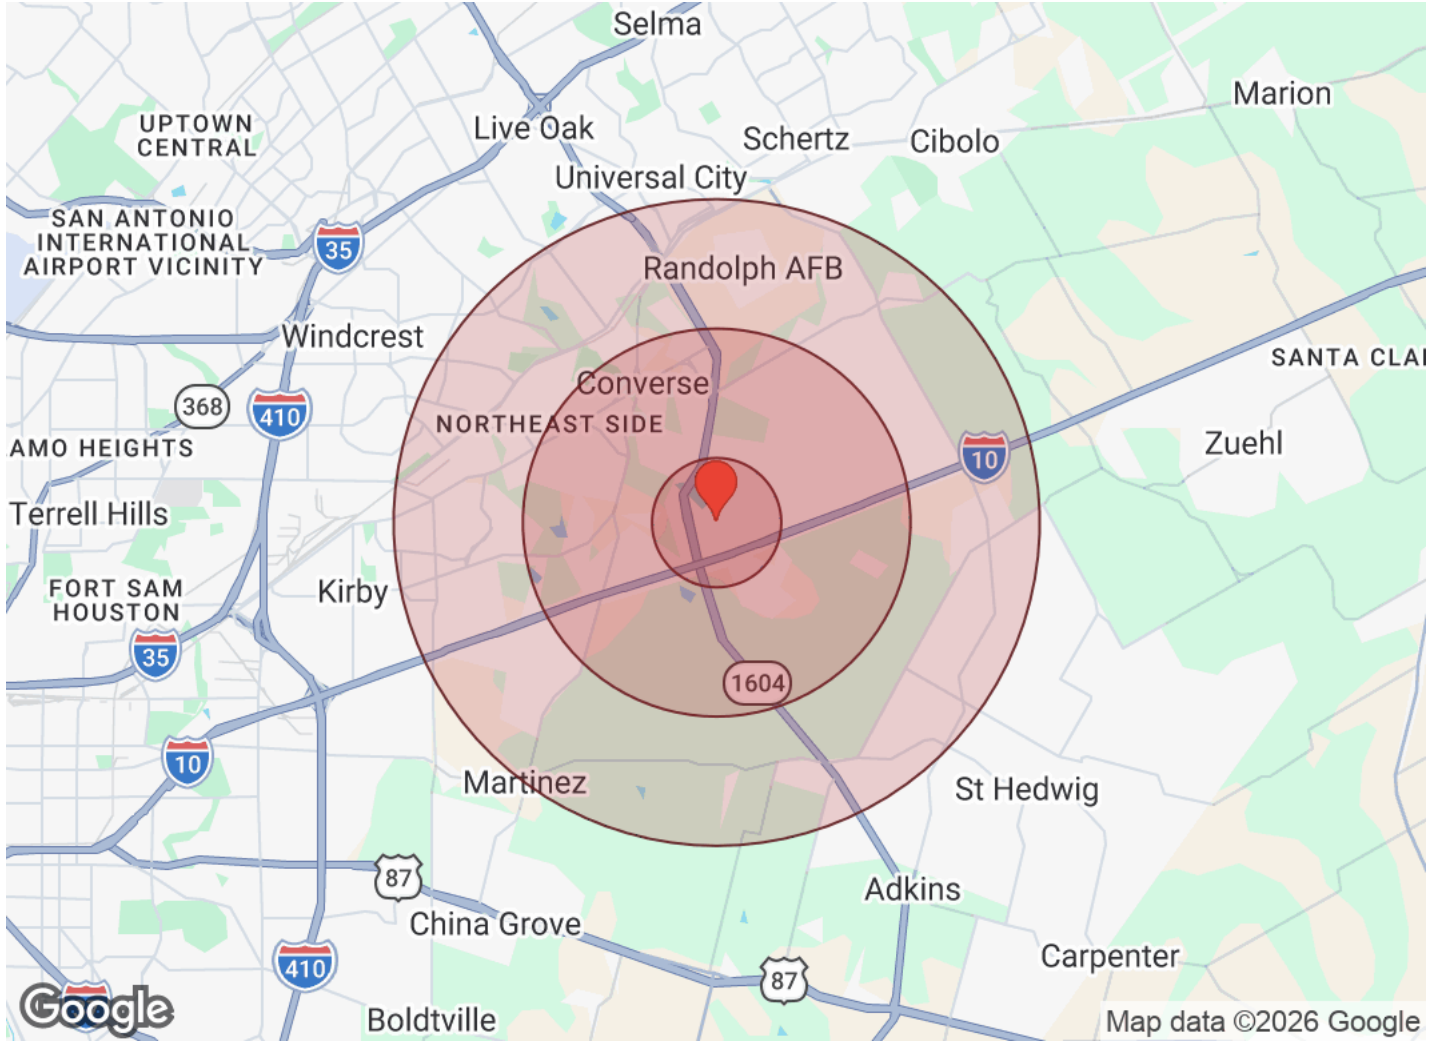 Selma
Marion
UPTOWN
CENTRAL
Live Oak
Schertz
Cibolo
Universal City
SAN ANTONIO
INTERNATIONAL
AIRPORT VICINITY
35
Randolph AFB
Windcrest
SANTA CLA
Converse
368
410
NORTHEAST SIDE
AMO HEIGHTS
10
Zuehl
Terrell Hills
FORT SAM
HOUSTON
Kirby
35
1604
10
Martinez
St Hedwig
87
Adkins
China Grove
410
Carpenter
87
Google
Boldtville
Map data ©2026 Google